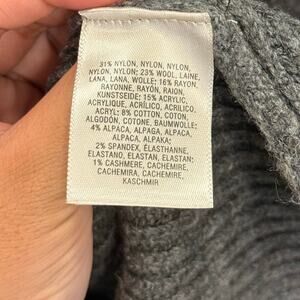 31% NYLON, NYLON, NYLON,
NYLON, NYLON; 23% WOOL, LAINE,
LANA, LANA, WOLLE; 16% RAYON,
RAYONNE, RAYÓN, RAION,
KUNSTSEIDE; 15% ACRYLIC,
ACRYLIQUE, ACRÍLICO, ACRILICO,
ACRYL; 8% COTTON, COTON,
ALGODÓN, COTONE, BAUMWOLLE;
4% ALPACA, ALPAGA, ALPACA,
ALPACA, ALPAKA;
2% SPANDEX, ÉLASTHANNE,
ELASTANO, ELASTAN, ELASTAN;
1% CASHMERE, CACHEMIRE,
CACHEMIRA, CACHEMIRE,
KASCHMIR